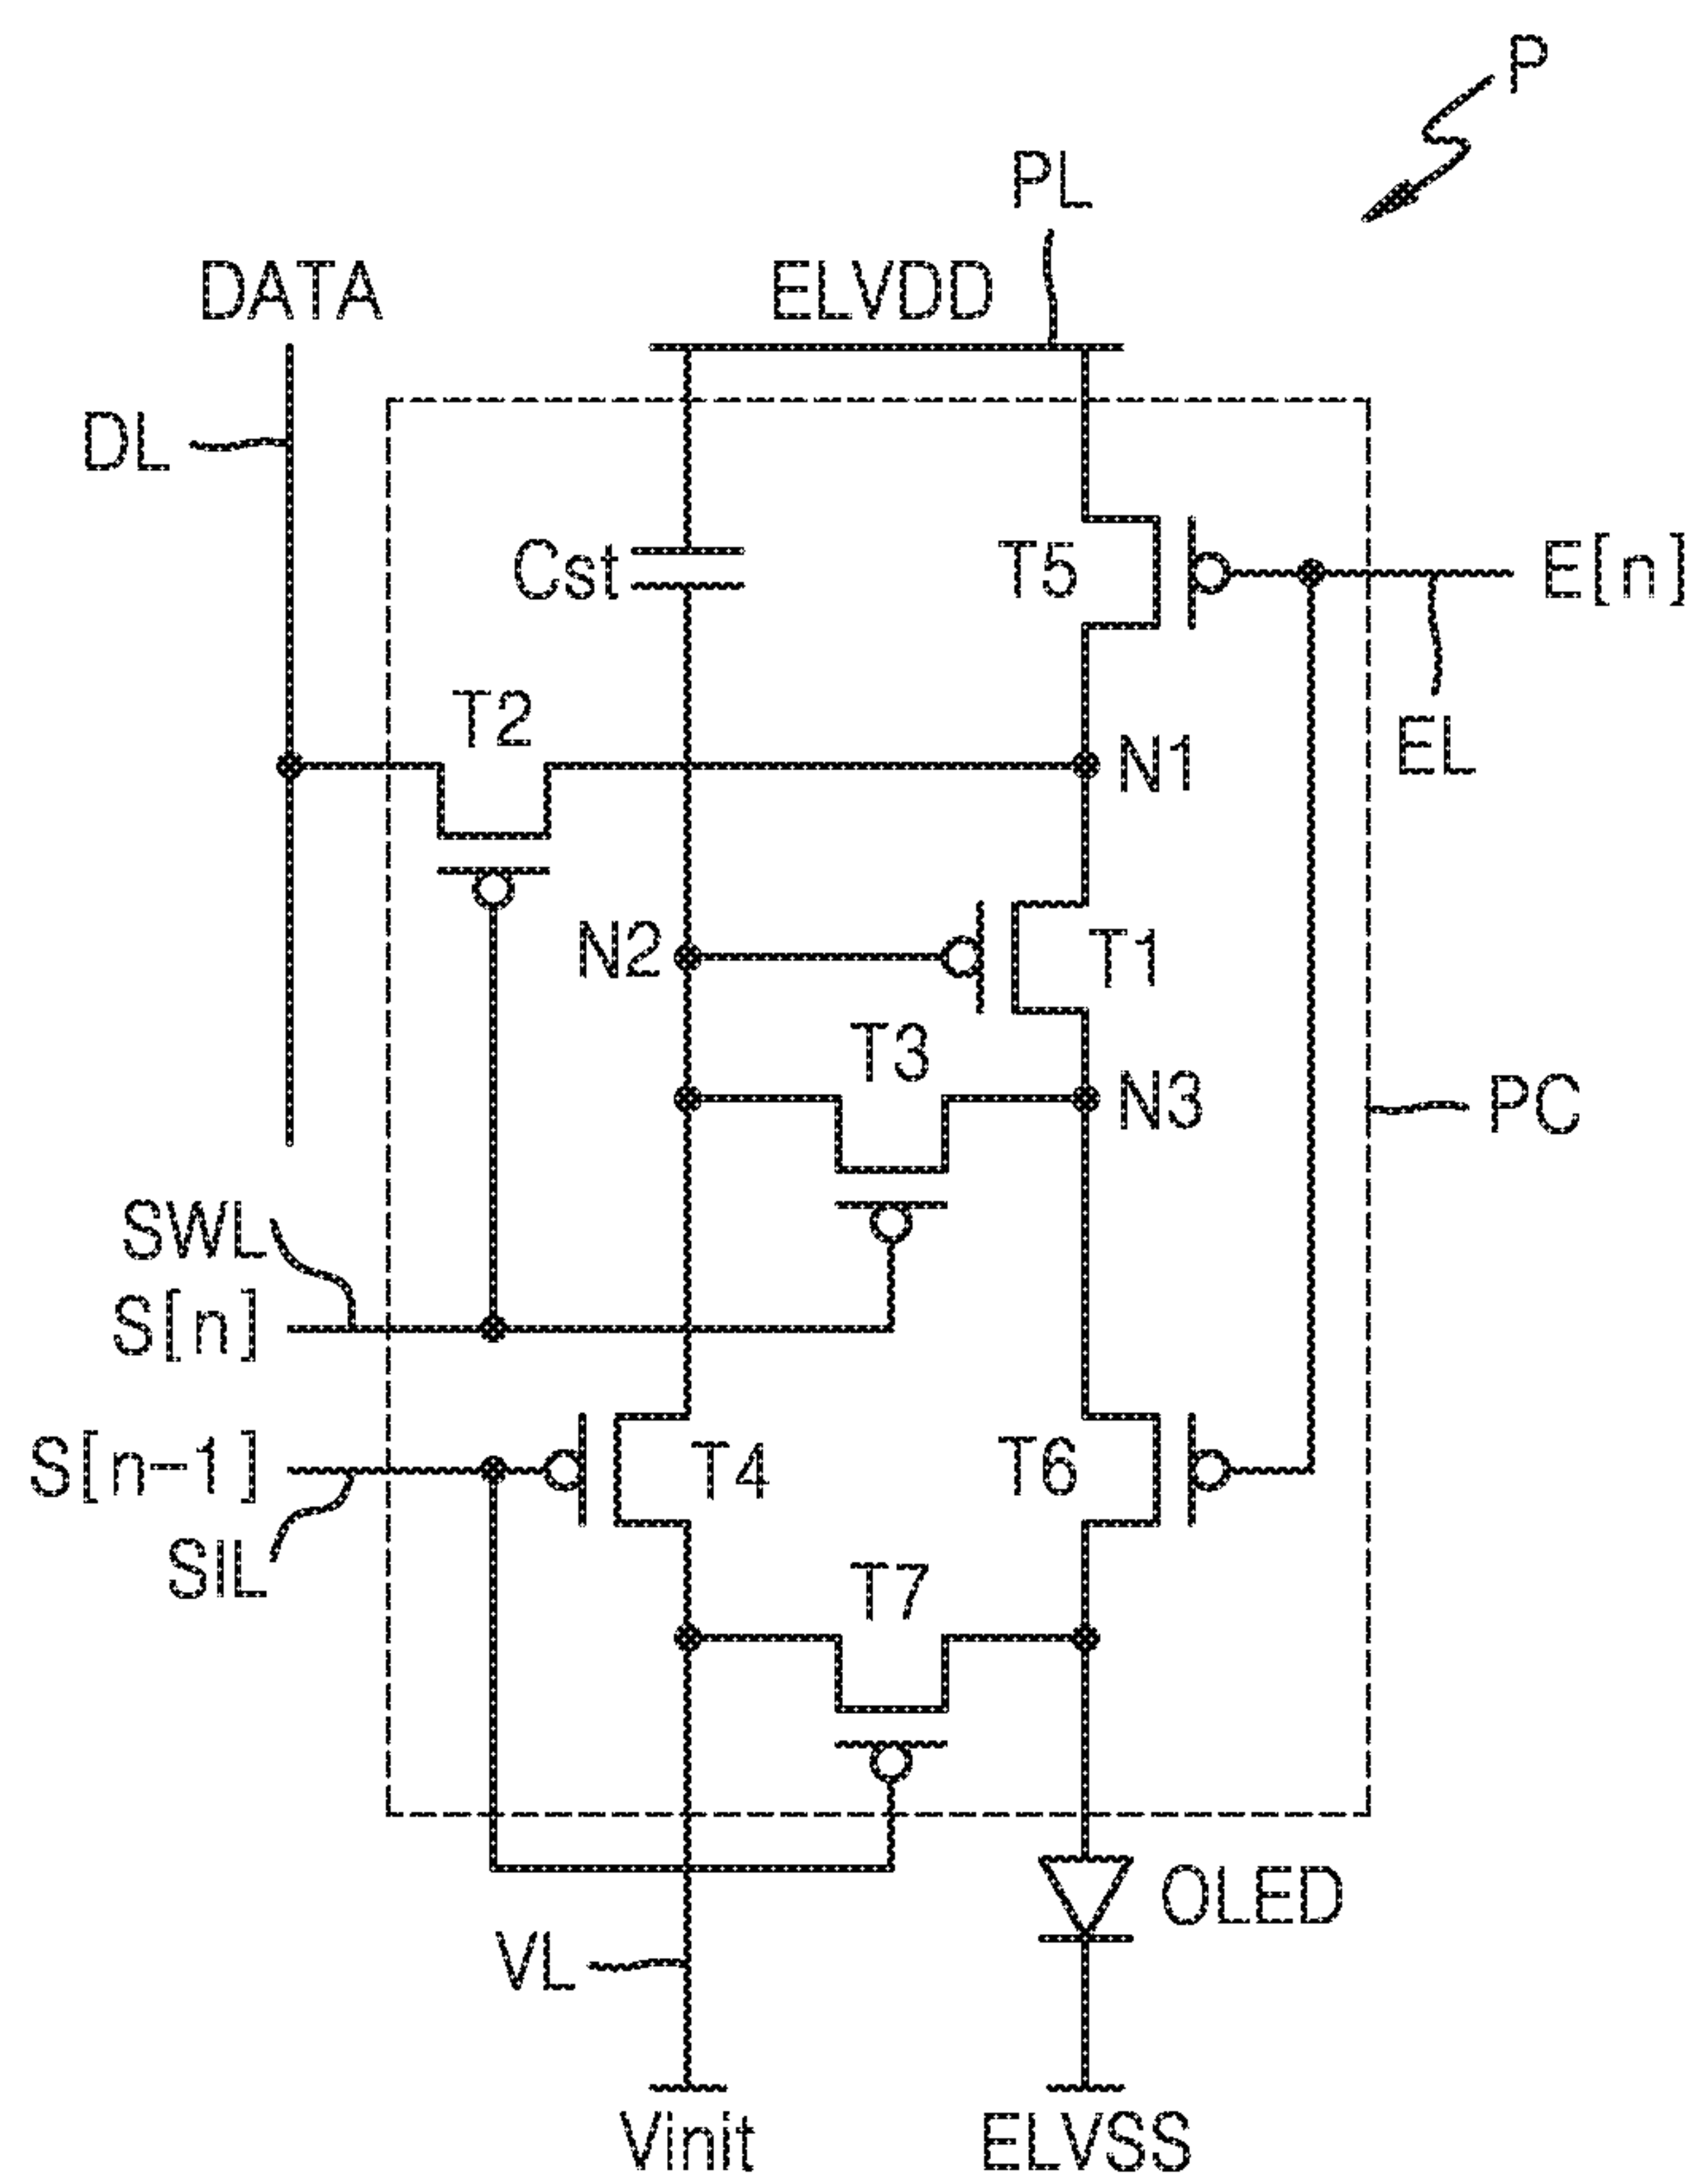 P
PL
DATA
ELVDD
DL
Cst
T5
E[n]
T2
N1
EL
N2
T1
T3
N3
PC
SWL
S[n]
S[n-1]
T4
T6
SIL
T7
OLED
VL
Vinit
ELVSS